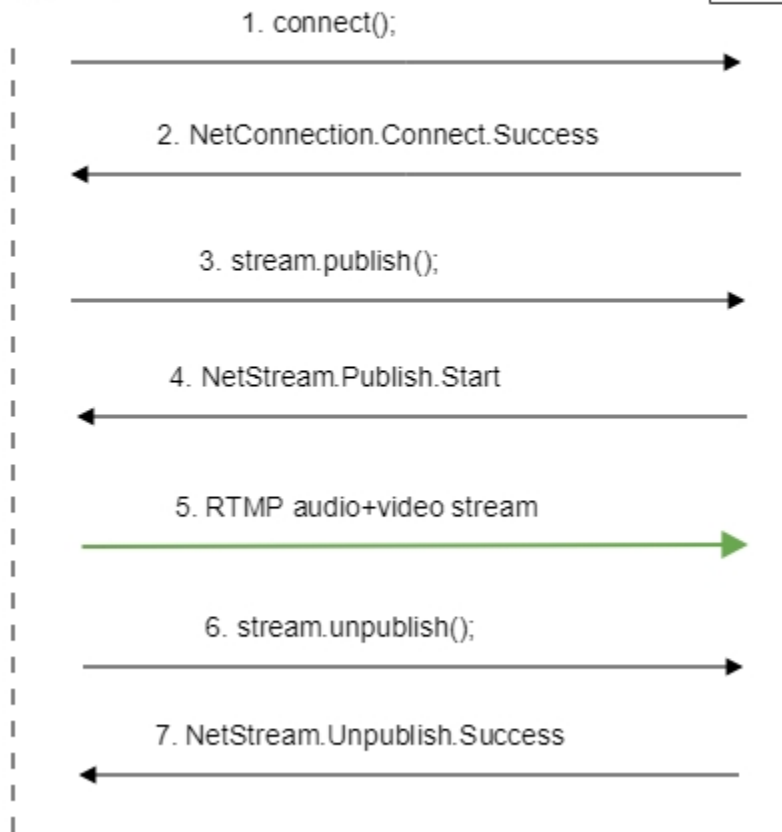 1. connect();
2. NetConnection.Connect.Success
3. stream.publish();
4. NetStream.Publish.Start
5. RTMP audio+video stream
6. stream.unpublish();
7. NetStream.Unpublish.Success